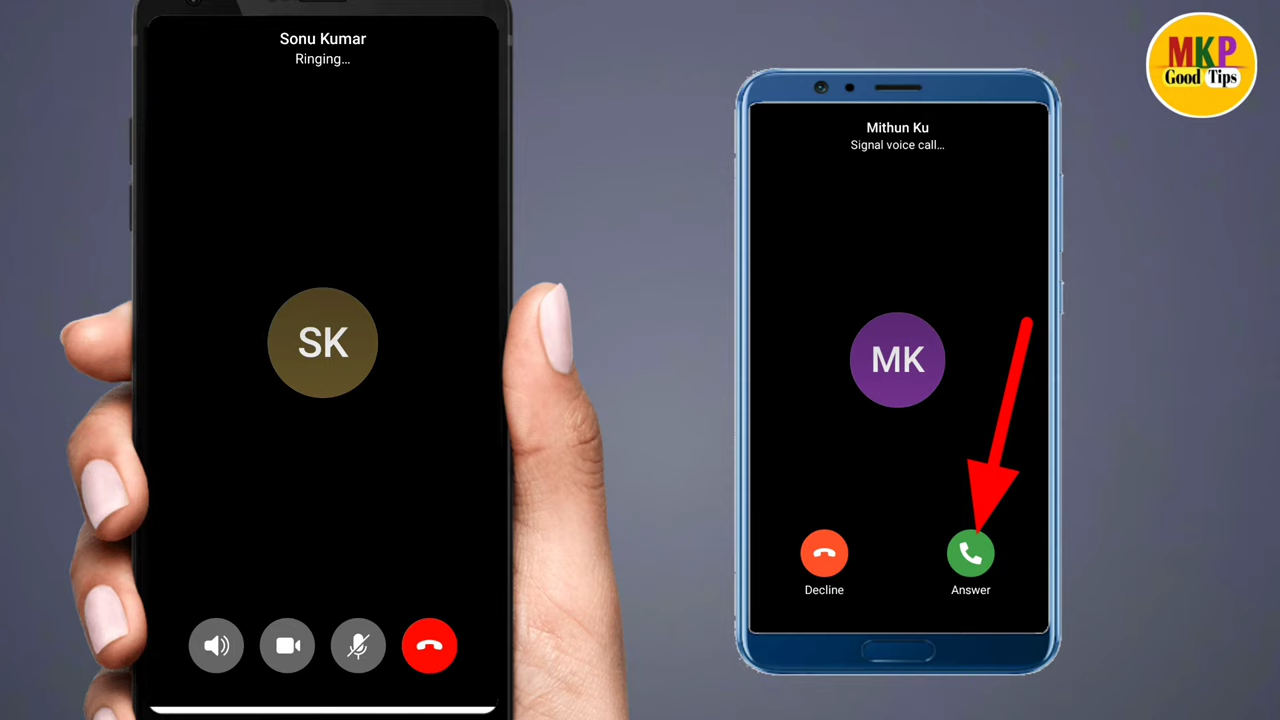 Sonu Kumar
Ringing...
SK
Mithun Ku
Signal voice call...
MK
Decline
Answer
MKP
Good Tips